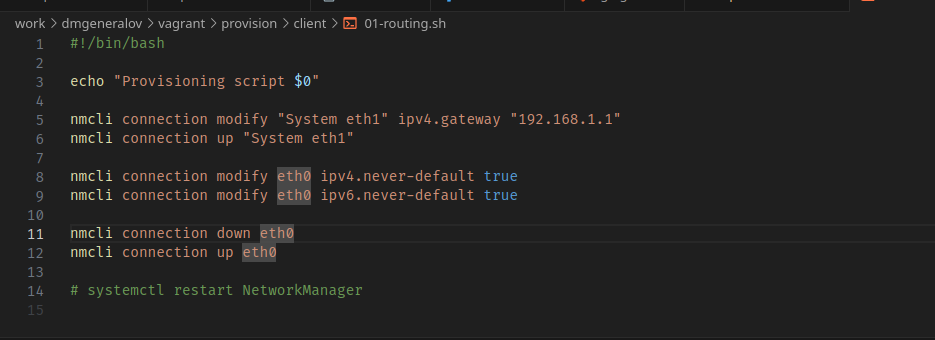 work > dmgeneralov > vagrant > provision > client > 01-routing.sh
1 #!/bin/bash
2
3 echo "Provisioning script $0"
4
5 nmcli connection modify "System eth1" ipv4.gateway "192.168.1.1"
6 nmcli connection up "System eth1"
7
8 nmcli connection modify eth0 ipv4.never-default true
9 nmcli connection modify eth0 ipv6.never-default true
10
11 nmcli connection down eth0
12 nmcli connection up eth0
13
14 # systemctl restart NetworkManager
15